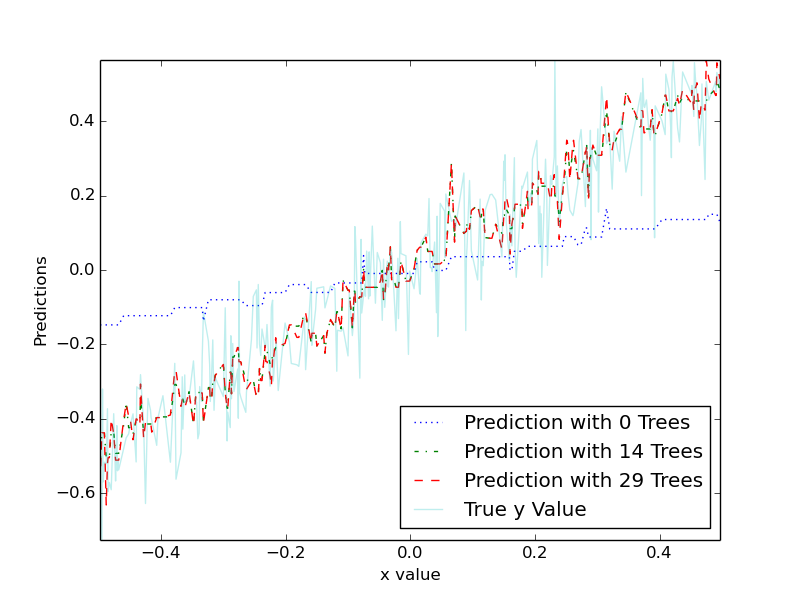 0.4
0.2
0.0
−0.2
−0.4
−0.6
Predictions
−0.4
−0.2
0.0
0.2
0.4
x value
Prediction with 0 Trees
Prediction with 14 Trees
Prediction with 29 Trees
True y Value